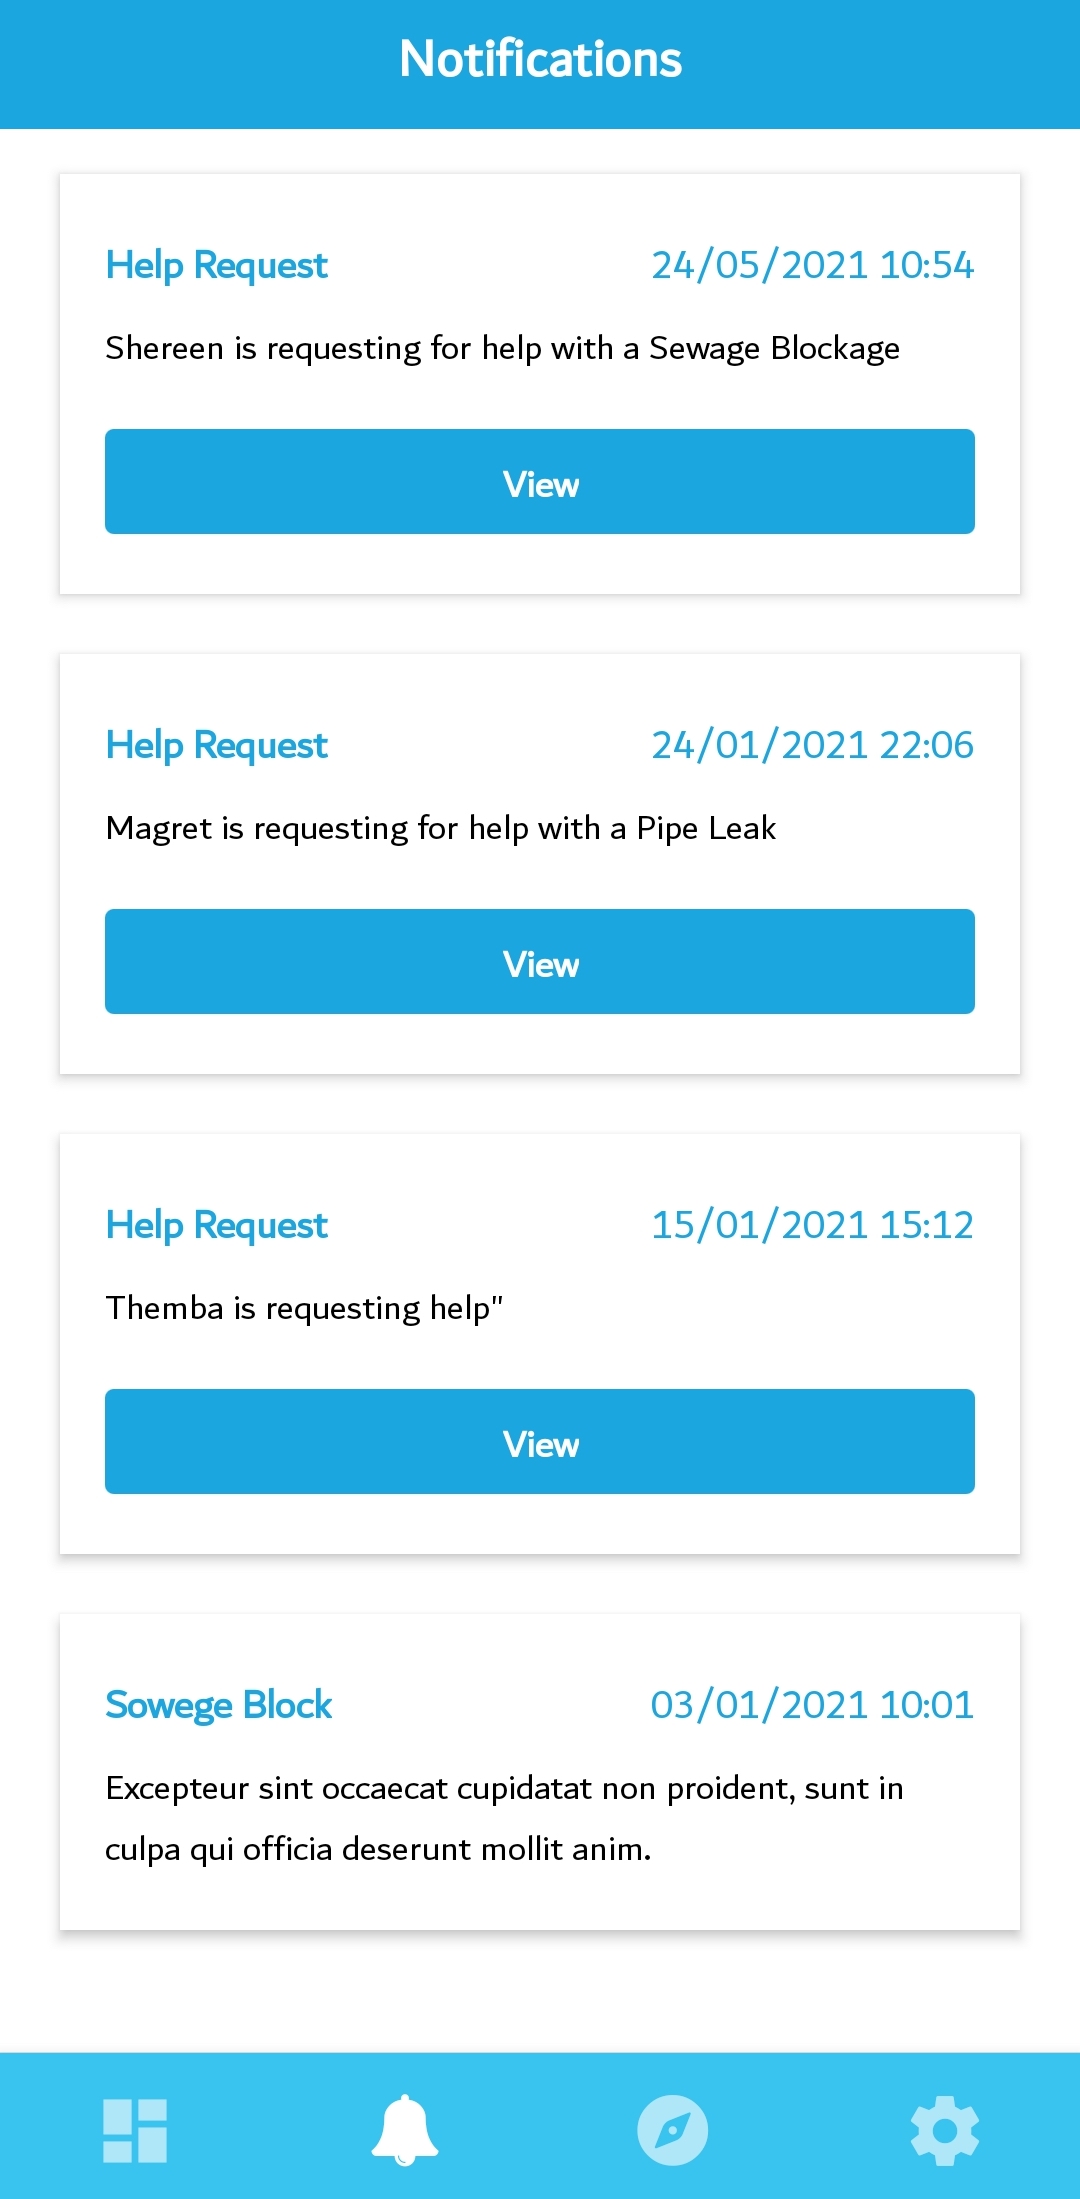 Notifications
Help Request 24/05/2021 10:54
Shereen is requesting for help with a Sewage Blockage
View
Help Request 24/01/2021 22:06
Magret is requesting for help with a Pipe Leak
View
Help Request 15/01/2021 15:12
Themba is requesting help"
View
Sowege Block 03/01/2021 10:01
Excepteur sint occaecat cupidatat non proident, sunt in
culpa qui officia deserunt mollit anim.